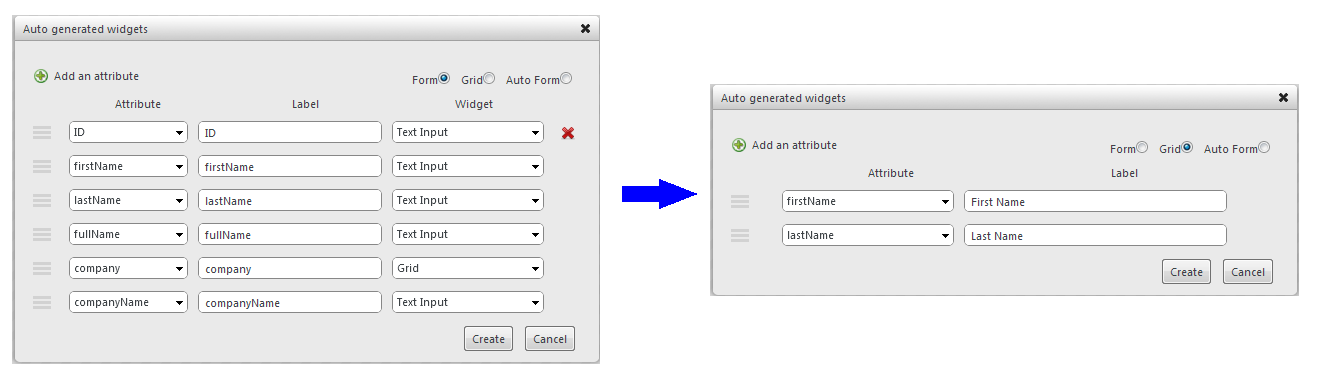 Auto generated widgets
Add an attribute
Form Grid Auto Form
Attribute Label Widget
ID ID Text Input
firstName firstName Text Input
lastName lastName Text Input
fullName fullName Text Input
company company Grid
companyName companyName Text Input
Create Cancel
Auto generated widgets
Add an attribute
Form Grid Auto Form
Attribute Label
firstName First Name
lastName Last Name
Create Cancel